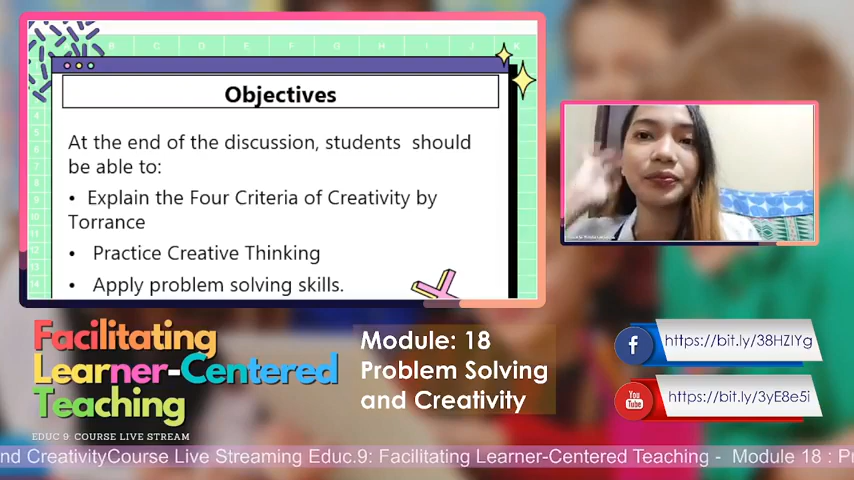 Objectives
At the end of the discussion, students should
be able to:
• Explain the Four Criteria of Creativity by
Torrance
• Practice Creative Thinking
• Apply problem solving skills.
Facilitating
Learner-Centered
Teaching
EDUC 9 COURSE LIVE STREAM
Module: 18
Problem Solving
and Creativity
https://bit.ly/38HZIYg
You
Tube
https://bit.ly/3yE8e5i
nd CreativityCourse Live Streaming Educ.9: Facilitating Learner-Centered Teaching - Module 18 : Pr